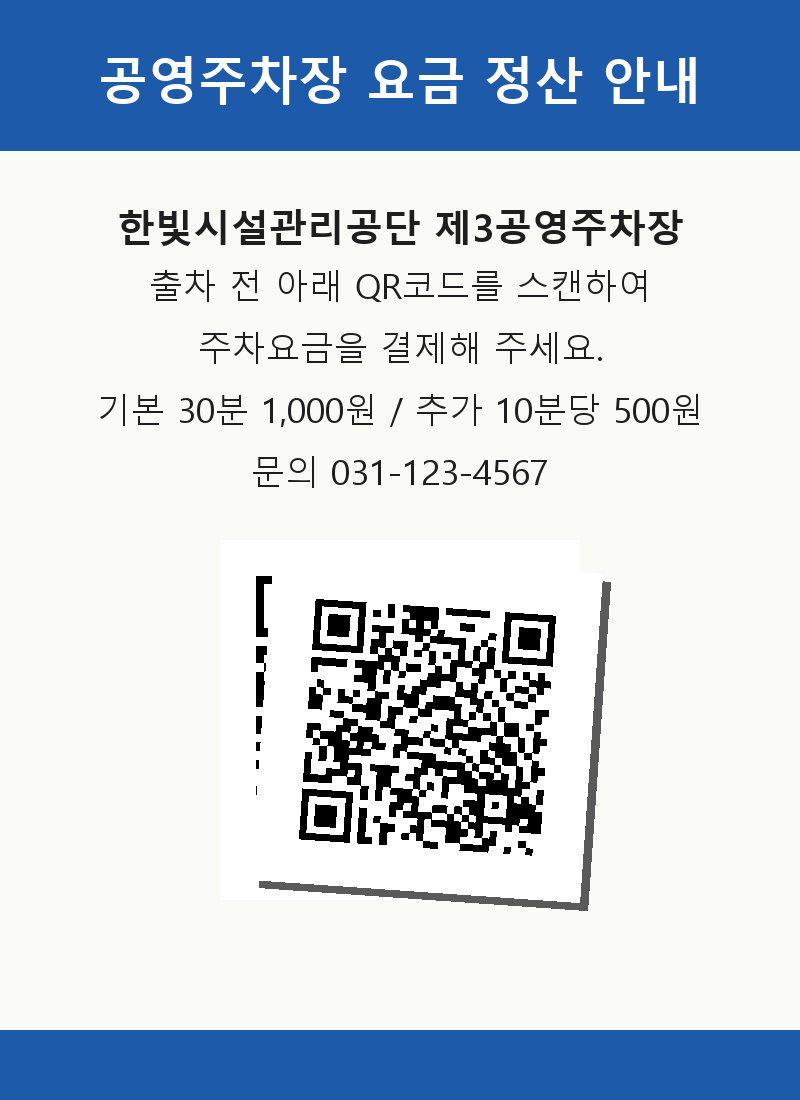 공영주차장 요금 정산 안내
한빛시설관리공단 제3공영주차장
출차 전 아래 QR코드를 스캔하여
주차요금을 결제해 주세요.
기본 30분 1,000원 / 추가 10분당 500원
문의 031-123-4567